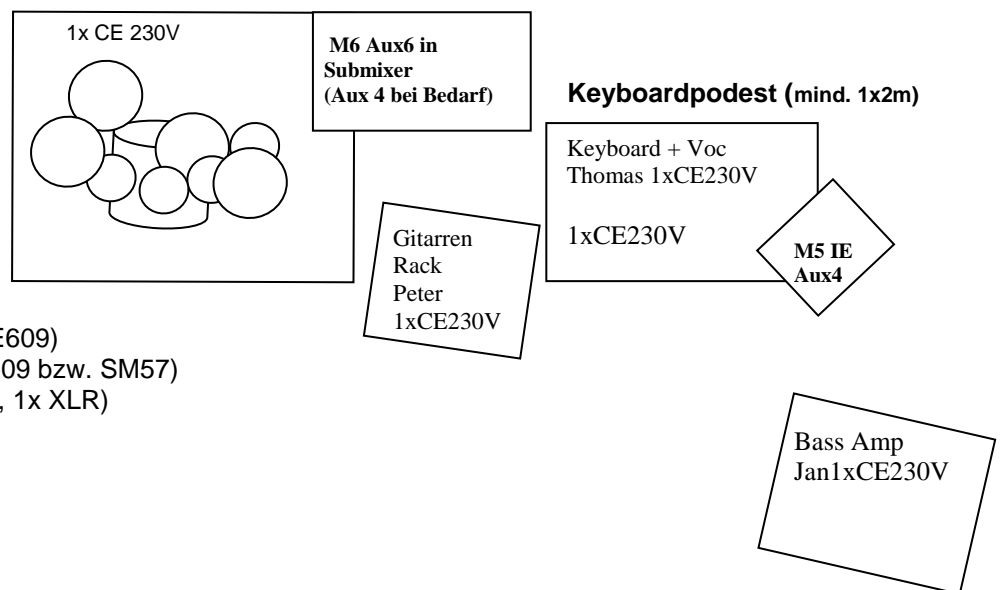 1x CE 230V
M6 Aux6 in
Submixer
(Aux 4 bei Bedarf)
Keyboardpodest (mind. 1x2m)
Keyboard + Voc
Thomas 1xCE230V
1xCE230V
M5 IE
Aux4
Gitarren
Rack
Peter
1xCE230V
E609)
09 bzw. SM57)
, 1x XLR)
Bass Amp
Jan1xCE230V